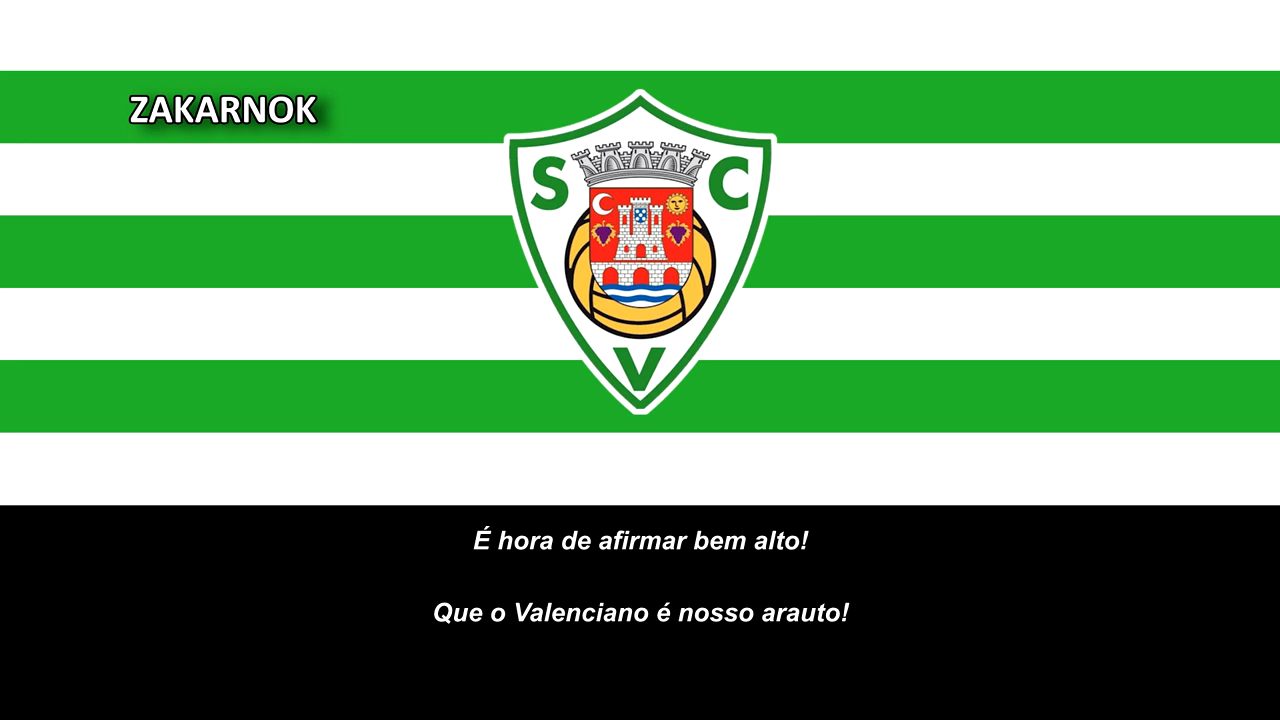 ZAKARNOK
S C
V
É hora de afirmar bem alto!
Que o Valenciano é nosso arauto!